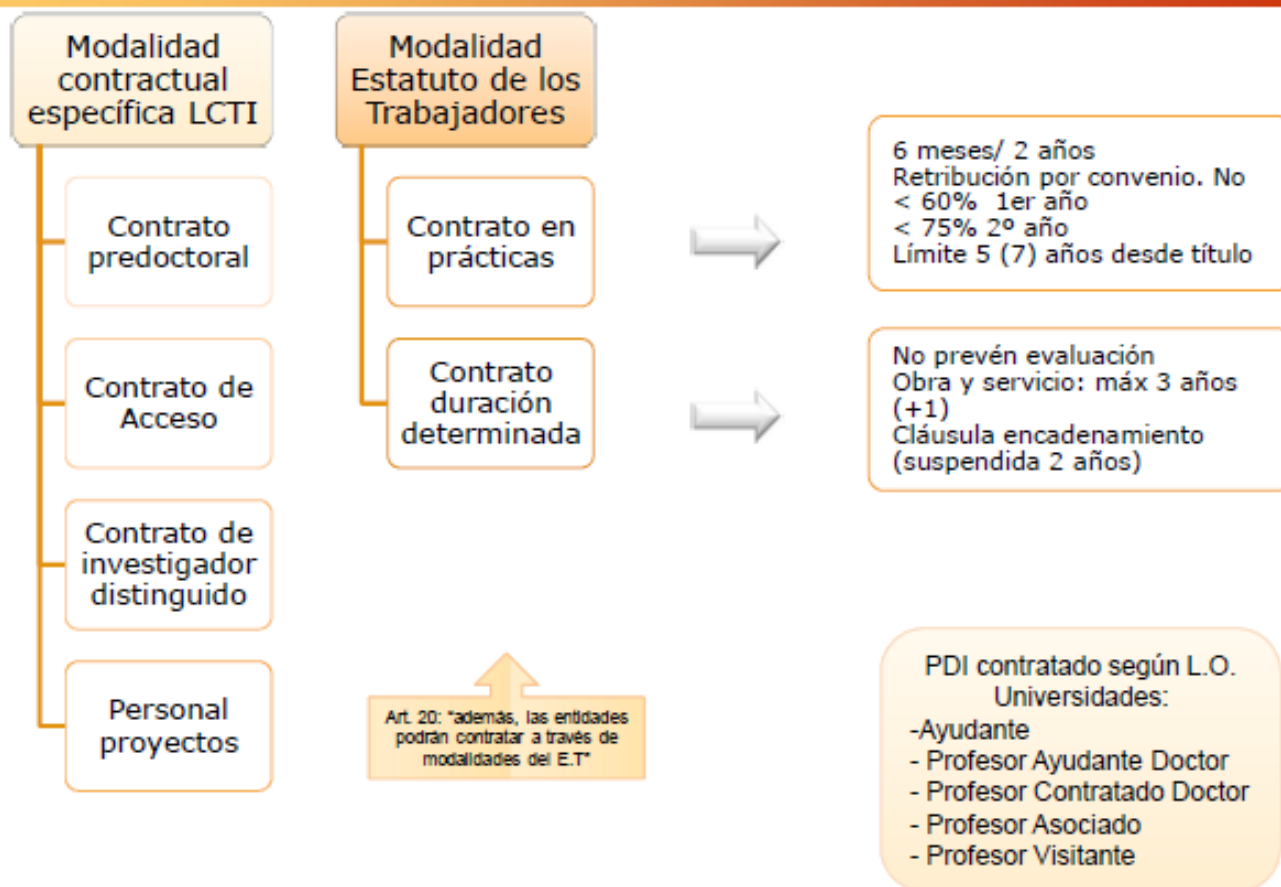 Modalidad
contractual
específica LCTI
Contrato
predoctoral
Contrato de
Acceso
Contrato de
investigador
distinguido
Personal
proyectos
Modalidad
Estatuto de los
Trabajadores
Contrato en
prácticas
Contrato
duración
determinada
Art. 20: "además, las entidades
podrán contratar a través de
modalidades del E.T"
6 meses/ 2 años
Retribución por convenio. No
< 60%  1er año
< 75% 2º año
Límite 5 (7) años desde título
No prevén evaluación
Obra y servicio: máx 3 años
(+1)
Cláusula encadenamiento
(suspendida 2 años)
PDI contratado según L.O.
Universidades:
-Ayudante
- Profesor Ayudante Doctor
- Profesor Contratado Doctor
- Profesor Asociado
- Profesor Visitante